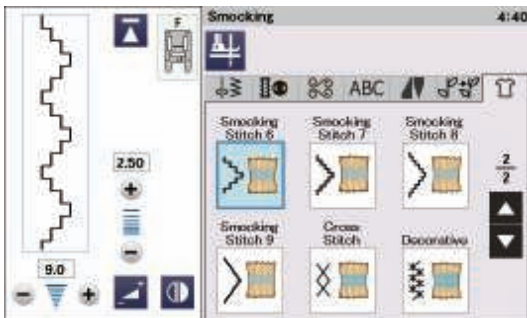 Smocking 4:40
F
ABC
Smocking Stitch 6
Smocking Stitch 7
Smocking Stitch 8
2.50
2
2
Smocking Stitch 9
Cross Stitch
Decorative
9.0